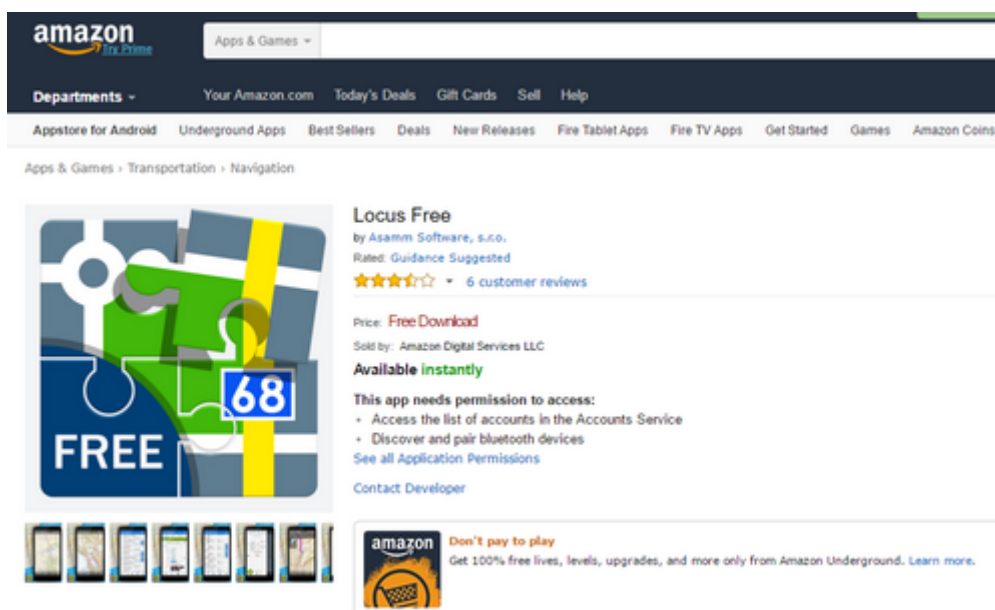 amazon
Try Prime
Apps & Games
Departments
Your Amazon.com Today's Deals Gift Cards Sell Help
Appstore for Android Underground Apps Best Sellers Deals New Releases Fire Tablet Apps Fire TV Apps Get Started Games Amazon Coins
Apps & Games › Transportation › Navigation
Locus Free
by Asamm Software, s.r.o.
Rated: Guidance Suggested
6 customer reviews
Price: Free Download
Sold by: Amazon Digital Services LLC
Available instantly
This app needs permission to access:
• Access the list of accounts in the Accounts Service
• Discover and pair bluetooth devices
See all Application Permissions
Contact Developer
68
FREE
amazon
Don't pay to play
Get 100% free lives, levels, upgrades, and more only from Amazon Underground. Learn more.